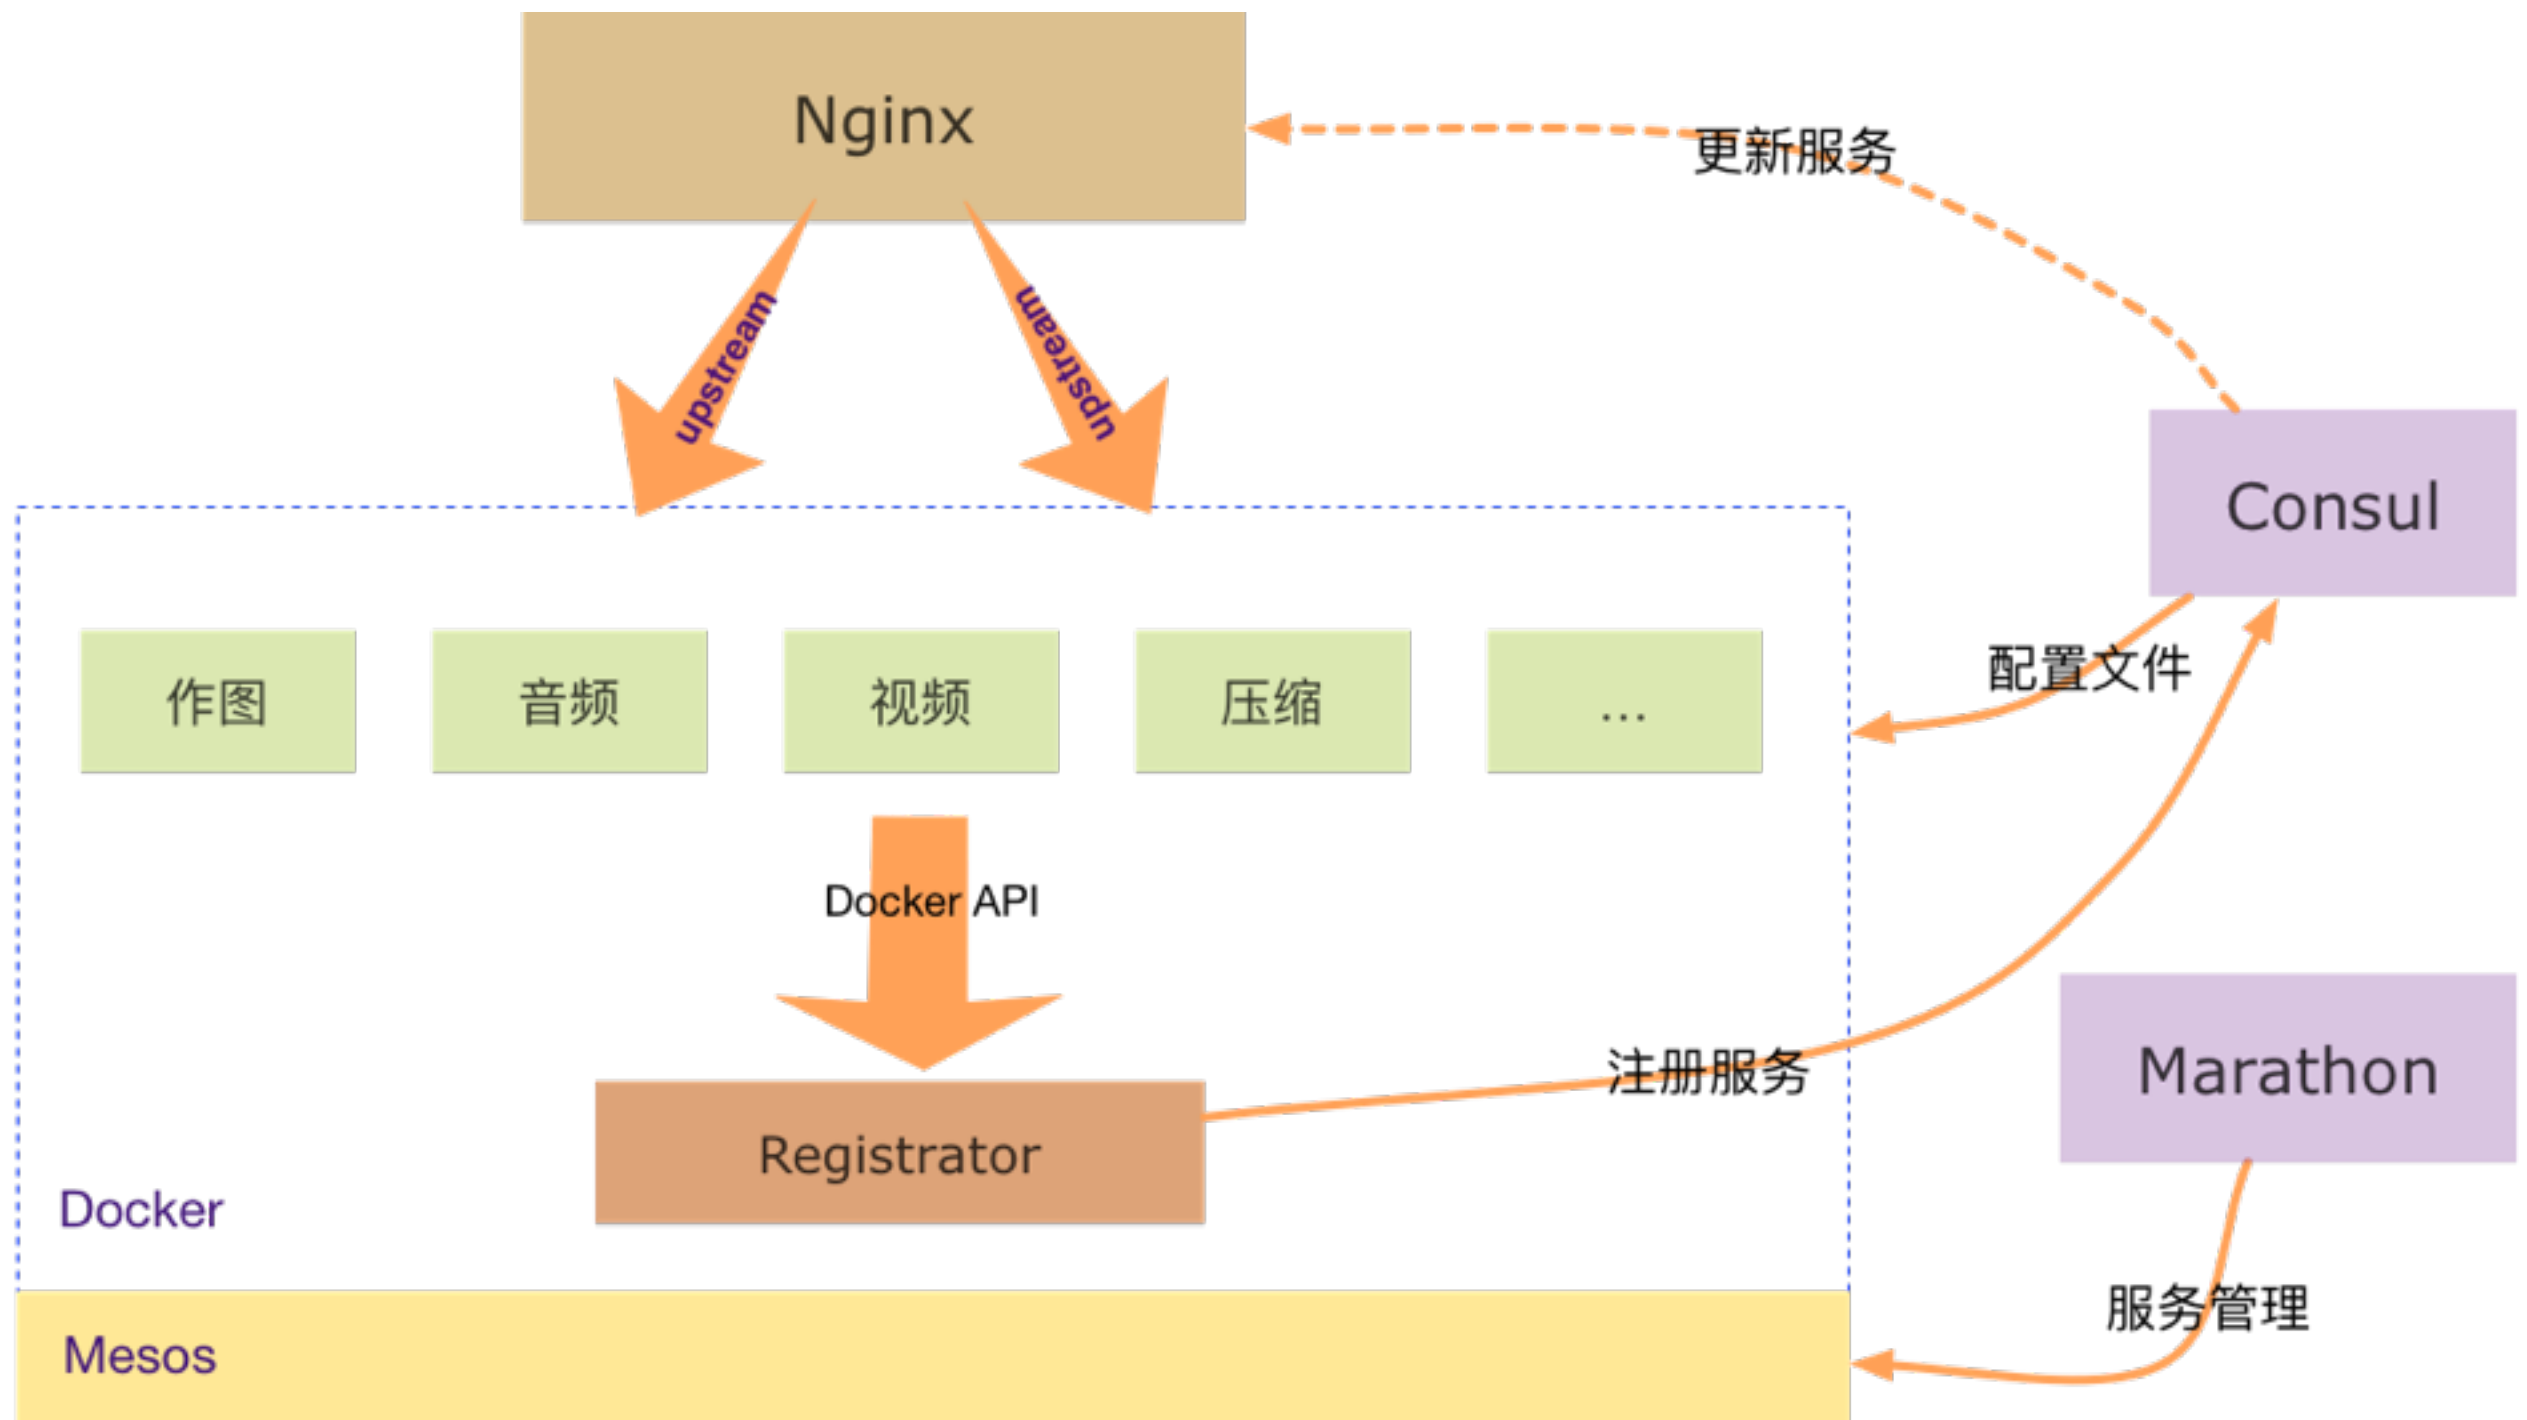 Nginx
更新服务
upstream
upstream
Consul
配置文件
作图
音频
视频
压缩
...
Docker API
注册服务
Marathon
Registrator
Docker
服务管理
Mesos